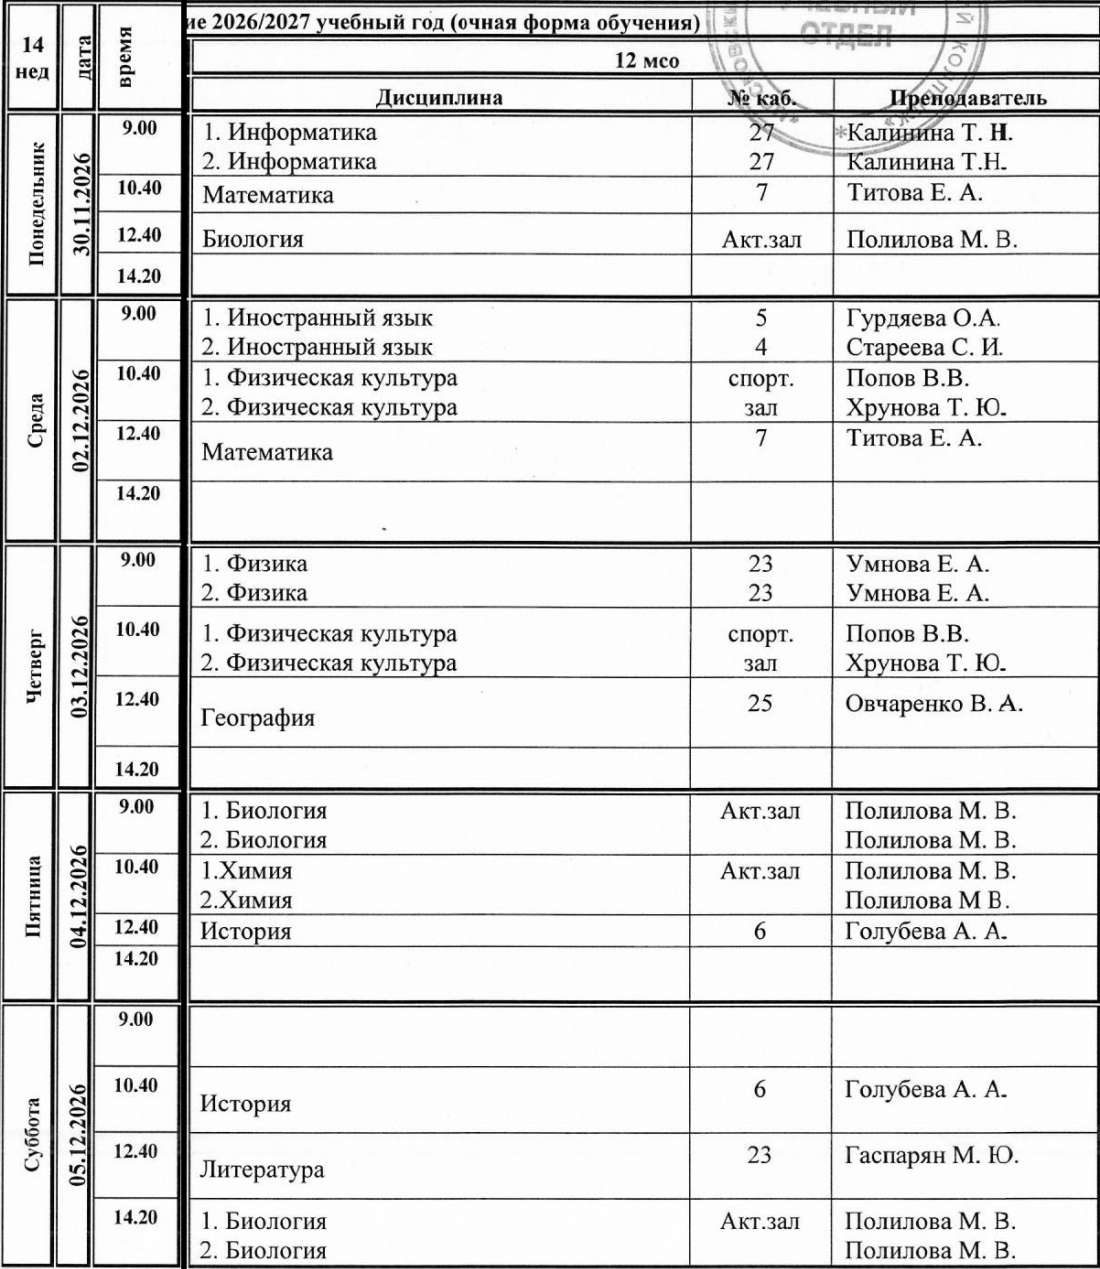 ие 2026/2027 учебный год (очная форма обучения)
УЧЕБНЫЙ
ОТДЕЛ
14
нед
дата
время
12 мсо
Дисциплина № каб. Преподаватель
Понедельник
30.11.2026
9.00 1. Информатика 27 Калинина Т. Н.
2. Информатика 27 Калинина Т.Н.
10.40 Математика 7 Титова Е. А.
12.40 Биология Акт.зал Полилова М. В.
14.20
Среда
02.12.2026
9.00 1. Иностранный язык 5 Гурдяева О.А.
2. Иностранный язык 4 Стареева С. И.
10.40 1. Физическая культура спорт. Попов В.В.
2. Физическая культура зал Хрунова Т. Ю.
12.40 Математика 7 Титова Е. А.
14.20
Четверг
03.12.2026
9.00 1. Физика 23 Умнова Е. А.
2. Физика 23 Умнова Е. А.
10.40 1. Физическая культура спорт. Попов В.В.
2. Физическая культура зал Хрунова Т. Ю.
12.40 География 25 Овчаренко В. А.
14.20
Пятница
04.12.2026
9.00 1. Биология Акт.зал Полилова М. В.
2. Биология Полилова М. В.
10.40 1.Химия Акт.зал Полилова М. В.
2.Химия Полилова М В.
12.40 История 6 Голубева А. А.
14.20
Суббота
05.12.2026
9.00
10.40 История 6 Голубева А. А.
12.40 Литература 23 Гаспарян М. Ю.
14.20 1. Биология Акт.зал Полилова М. В.
2. Биология Полилова М. В.